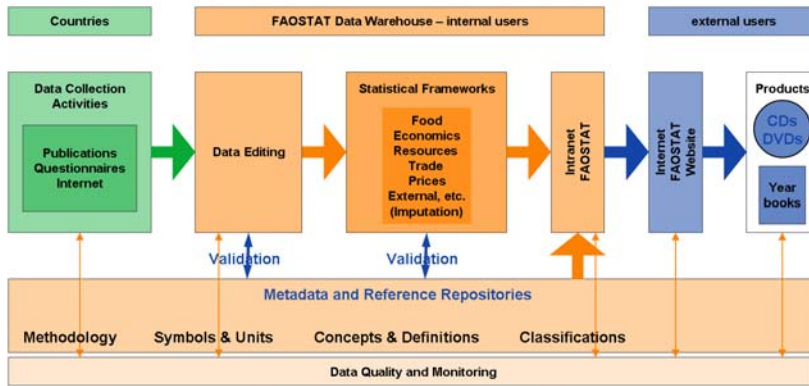 Countries
FAOSTAT Data Warehouse – internal users
external users
Data Collection
Activities
Publications
Questionnaires
Internet
Data Editing
Statistical Frameworks
Food
Economics
Resources
Trade
Prices
External, etc.
(Imputation)
Intranet
FAOSTAT
Internet
FAOSTAT
Website
Products
CDs
DVDs
Year
books
Validation
Validation
Metadata and Reference Repositories
Methodology
Symbols & Units
Concepts & Definitions
Classifications
Data Quality and Monitoring